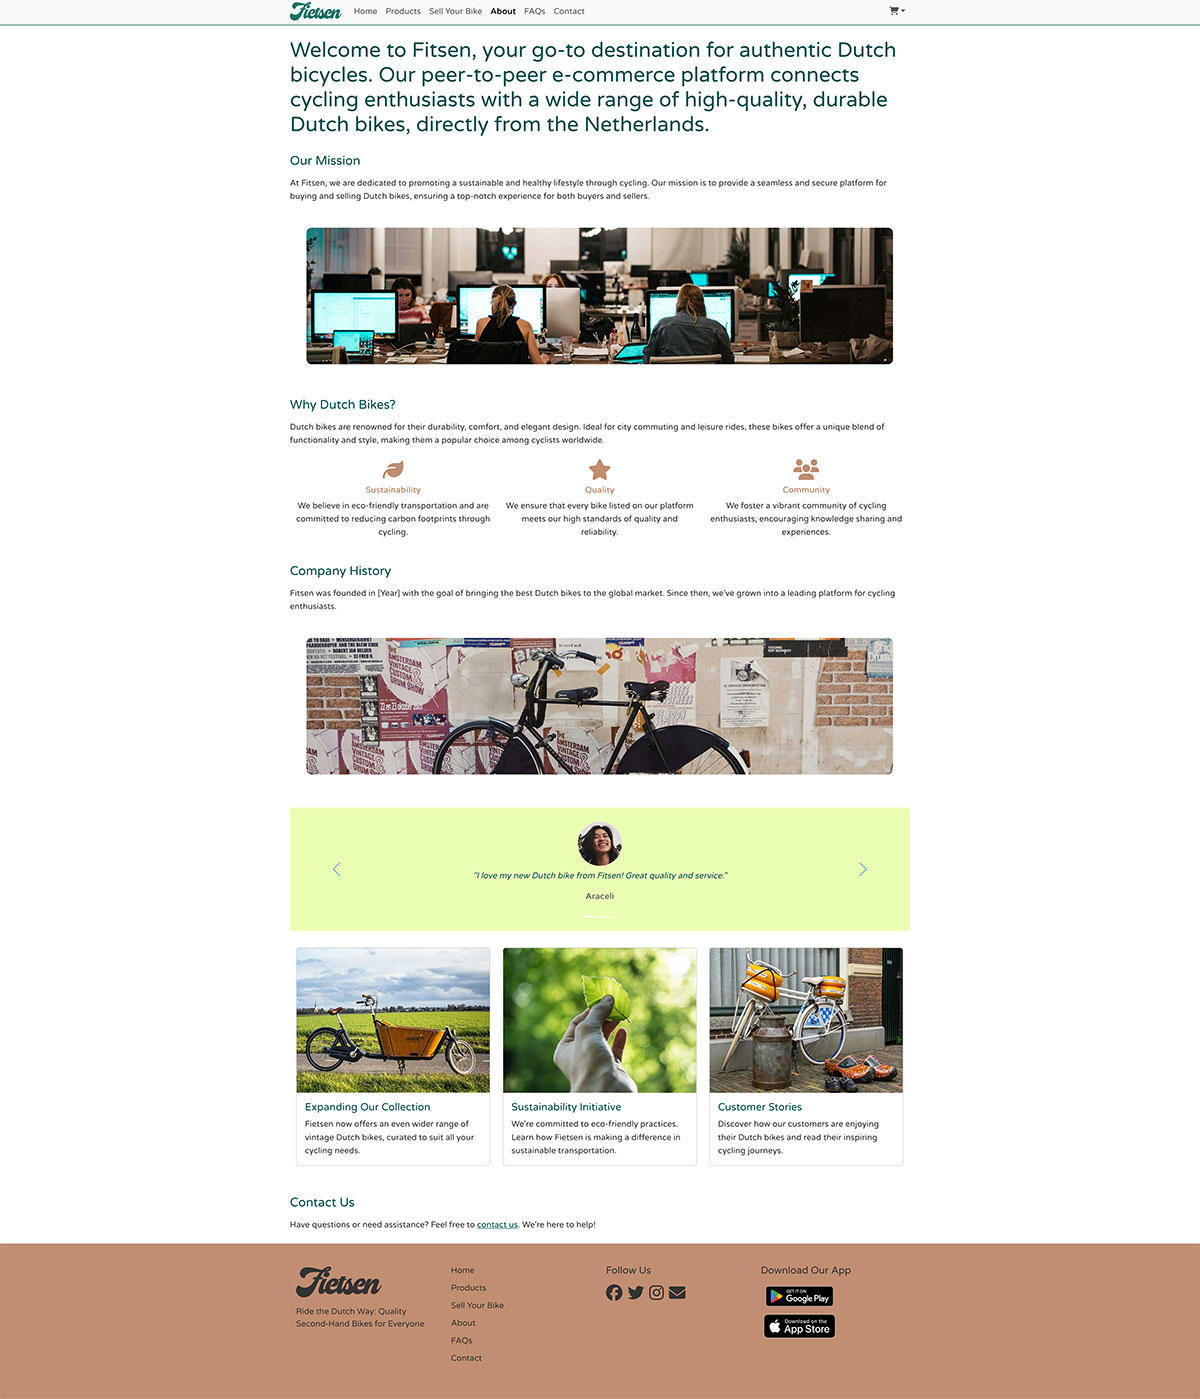 Fietsen
Home Products Sell Your Bike About FAQs Contact
Welcome to Fitsen, your go-to destination for authentic Dutch
bicycles. Our peer-to-peer e-commerce platform connects
cycling enthusiasts with a wide range of high-quality, durable
Dutch bikes, directly from the Netherlands.
Our Mission
At Fitsen, we are dedicated to promoting a sustainable and healthy lifestyle through cycling. Our mission is to provide a seamless and secure platform for
buying and selling Dutch bikes, ensuring a top-notch experience for both buyers and sellers.
Why Dutch Bikes?
Dutch bikes are renowned for their durability, comfort, and elegant design. Ideal for city commuting and leisure rides, these bikes offer a unique blend of
functionality and style, making them a popular choice among cyclists worldwide.
Sustainability
We believe in eco-friendly transportation and are
committed to reducing carbon footprints through
cycling.
Quality
We ensure that every bike listed on our platform
meets our high standards of quality and
reliability.
Community
We foster a vibrant community of cycling
enthusiasts, encouraging knowledge sharing and
experiences.
Company History
Fitsen was founded in [Year] with the goal of bringing the best Dutch bikes to the global market. Since then, we've grown into a leading platform for cycling
enthusiasts.
THE
AMSTERDAM
VINTAGE
CUSTOM &
DRUM SHOW
"I love my new Dutch bike from Fitsen! Great quality and service."
Araceli
Expanding Our Collection
Fietsen now offers an even wider range of
vintage Dutch bikes, curated to suit all your
cycling needs.
Sustainability Initiative
We're committed to eco-friendly practices.
Learn how Fietsen is making a difference in
sustainable transportation.
Customer Stories
Discover how our customers are enjoying
their Dutch bikes and read their inspiring
cycling journeys.
Contact Us
Have questions or need assistance? Feel free to contact us. We're here to help!
Fietsen
Ride the Dutch Way: Quality
Second-Hand Bikes for Everyone
Home
Products
Sell Your Bike
About
FAQs
Contact
Follow Us
Download Our App
GET IT ON
Google Play
Download on the
App Store